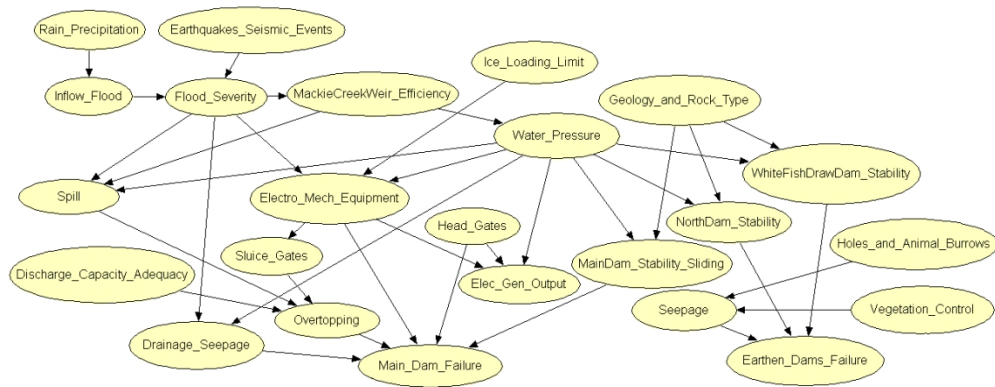 Rain_Precipitation
Earthquakes_Seismic_Events
Ice_Loading_Limit
Inflow_Flood
Flood_Severity
MackieCreekWeir_Efficiency
Geology_and_Rock_Type
Water_Pressure
WhiteFishDrawDam_Stability
Spill
Electro_Mech_Equipment
NorthDam_Stability
Head_Gates
Holes_and_Animal_Burrows
Sluice_Gates
MainDam_Stability_Sliding
Discharge_Capacity_Adequacy
Elec_Gen_Output
Seepage
Vegetation_Control
Overtopping
Drainage_Seepage
Main_Dam_Failure
Earthen_Dams_Failure